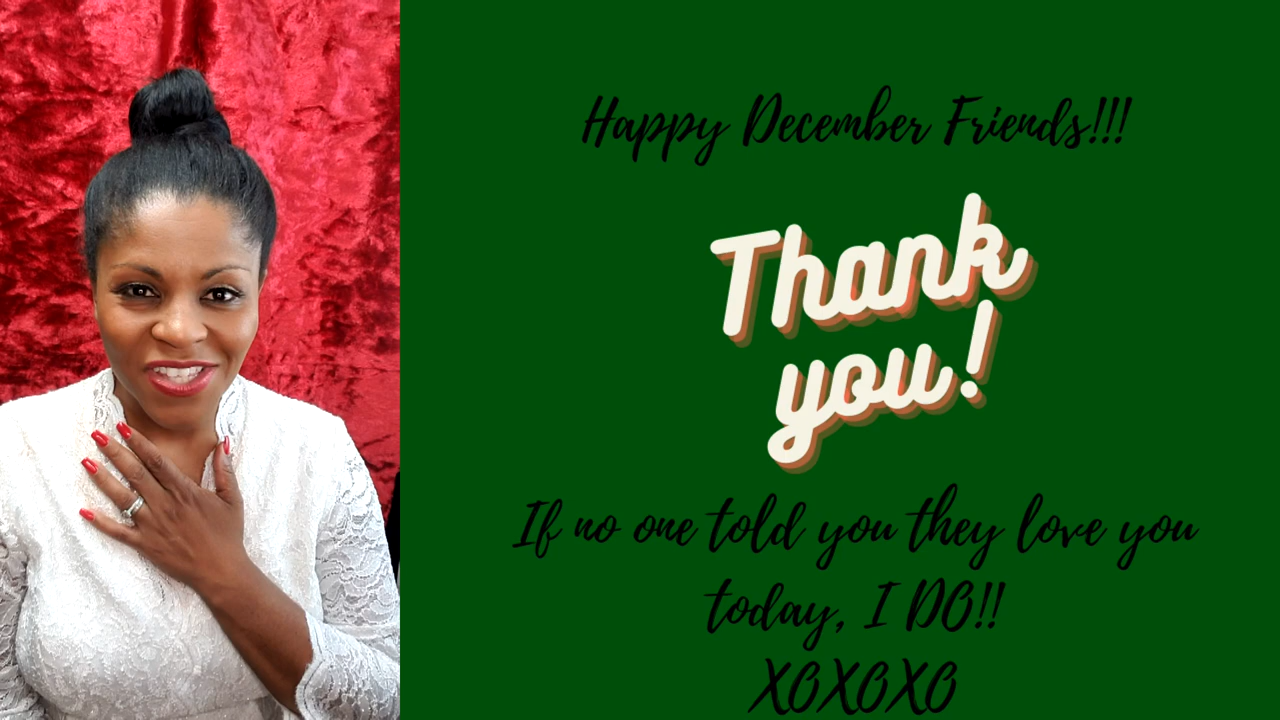 Happy December Friends!!!
Thank
you!
If no one told you they love you
today, I DO!!
XOXOXO